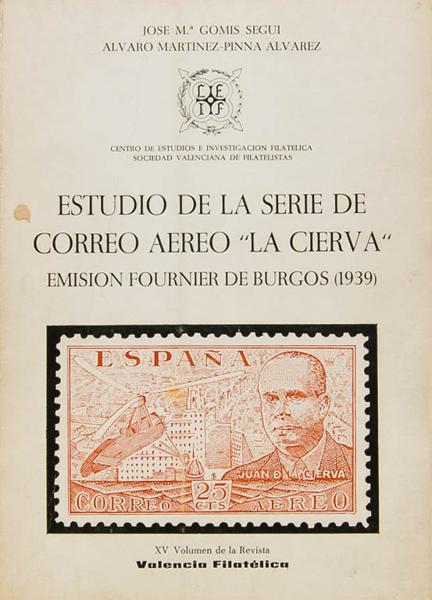 JOSE M.ª GOMIS SEGUI
ALVARO MARTINEZ-PINNA ALVAREZ
CENTRO DE ESTUDIOS E INVESTIGACION FILATELICA
SOCIEDAD VALENCIANA DE FILATELISTAS
ESTUDIO DE LA SERIE DE
CORREO AEREO "LA CIERVA"
EMISION FOURNIER DE BURGOS (1939)
ESPAÑA
JUAN D LA CIERVA
CORREO 25 CTS AEREO
XV Volumen de la Revista
Valencia Filatélica